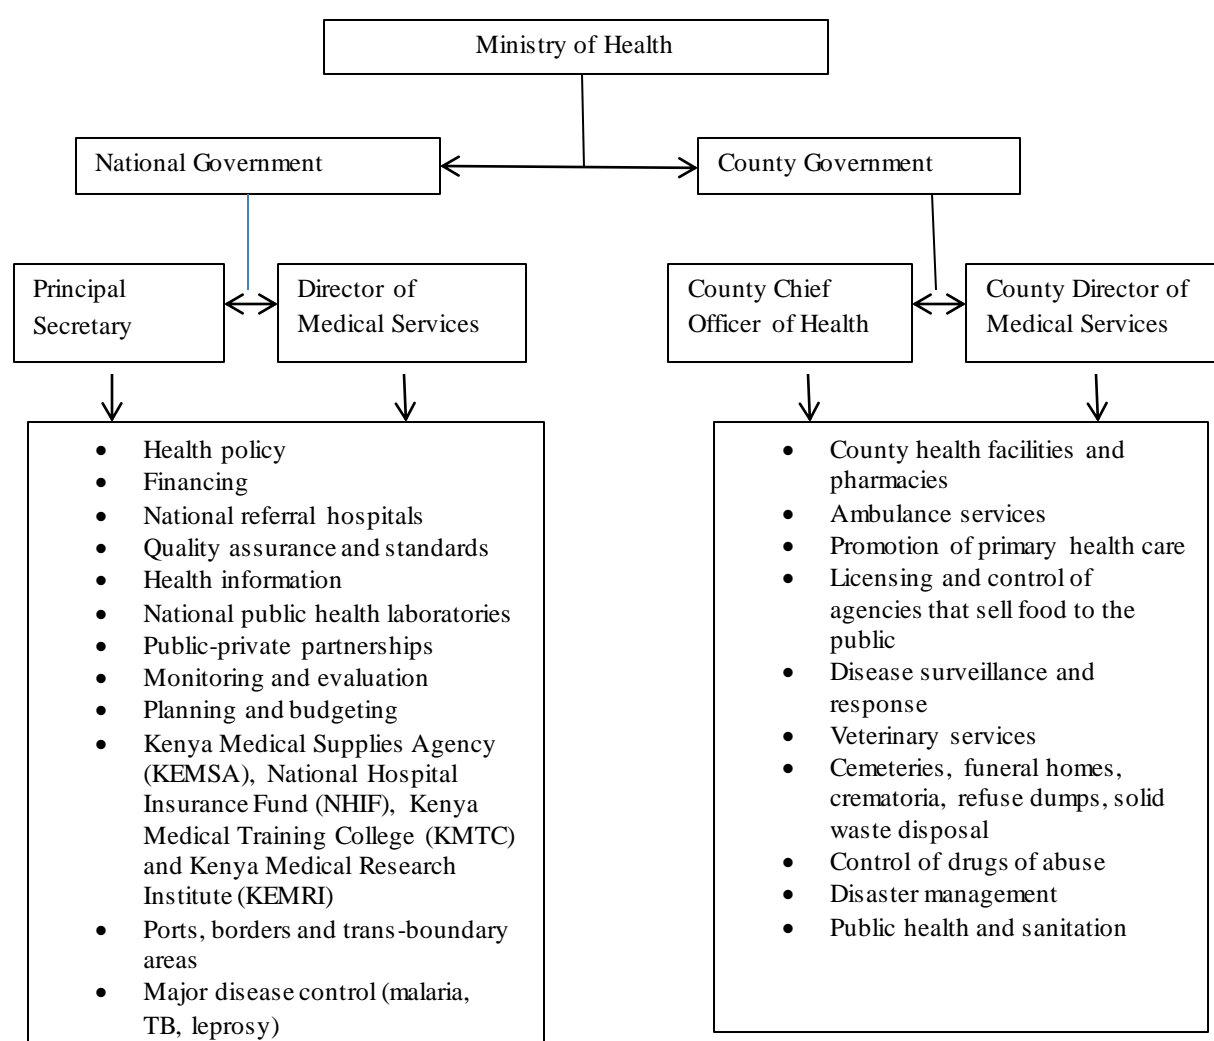 Ministry of Health
National Government
County Government
Principal
Secretary
Director of
Medical Services
County Chief
Officer of Health
County Director of
Medical Services
• Health policy
• Financing
• National referral hospitals
• Quality assurance and standards
• Health information
• National public health laboratories
• Public-private partnerships
• Monitoring and evaluation
• Planning and budgeting
• Kenya Medical Supplies Agency
(KEMSA), National Hospital
Insurance Fund (NHIF), Kenya
Medical Training College (KMTC)
and Kenya Medical Research
Institute (KEMRI)
• Ports, borders and trans-boundary
areas
• Major disease control (malaria,
TB, leprosy)
• County health facilities and
pharmacies
• Ambulance services
• Promotion of primary health care
• Licensing and control of
agencies that sell food to the
public
• Disease surveillance and
response
• Veterinary services
• Cemeteries, funeral homes,
crematoria, refuse dumps, solid
waste disposal
• Control of drugs of abuse
• Disaster management
• Public health and sanitation